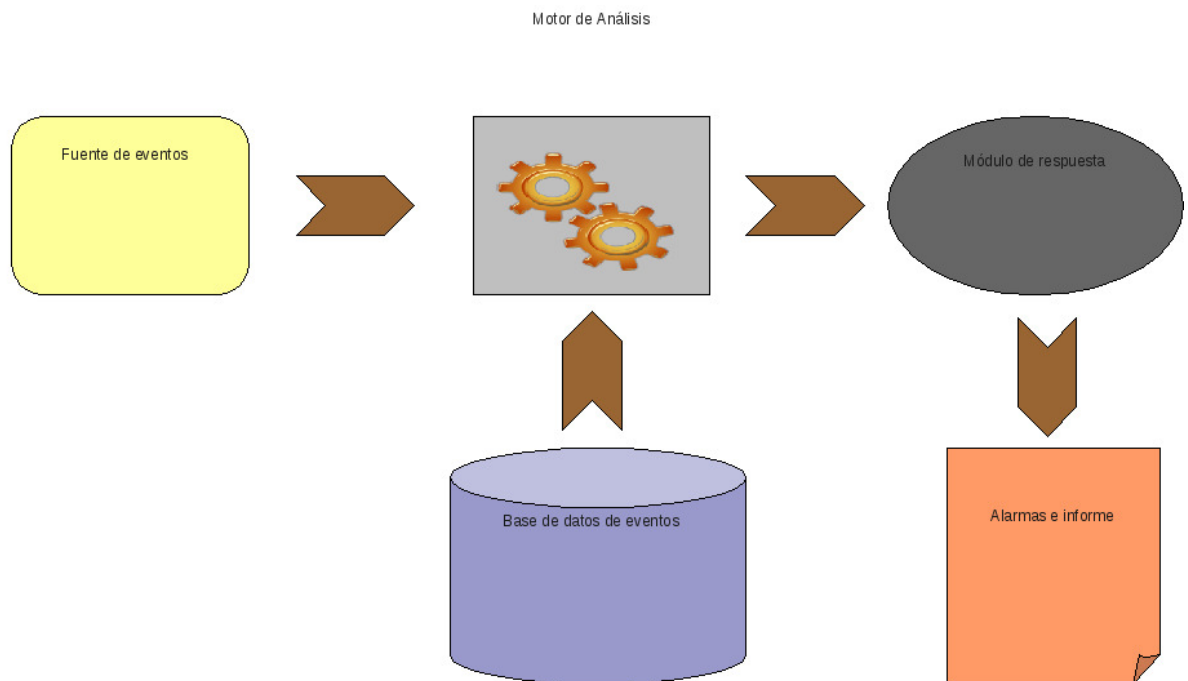 Motor de Análisis
Fuente de eventos
Módulo de respuesta
Base de datos de eventos
Alarmas e informe